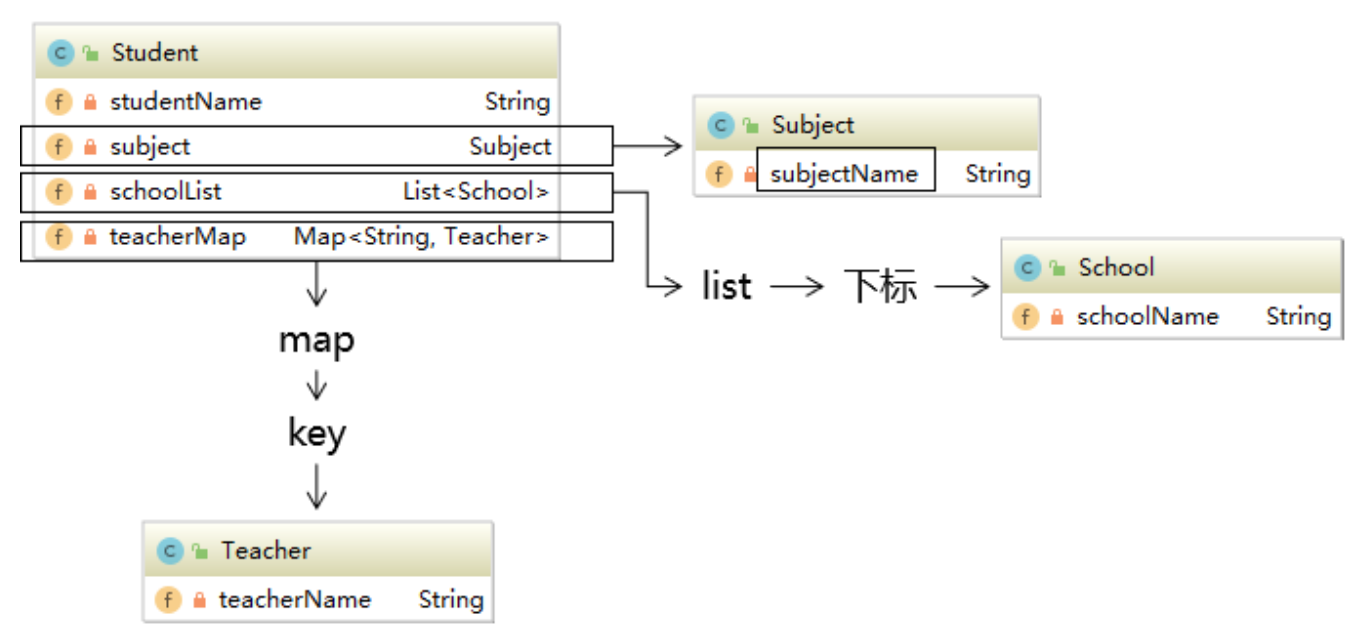 Student
studentName String
subject Subject
schoolList List<School>
teacherMap Map<String, Teacher>
Subject
subjectName String
list 下标
School
schoolName String
map
key
Teacher
teacherName String